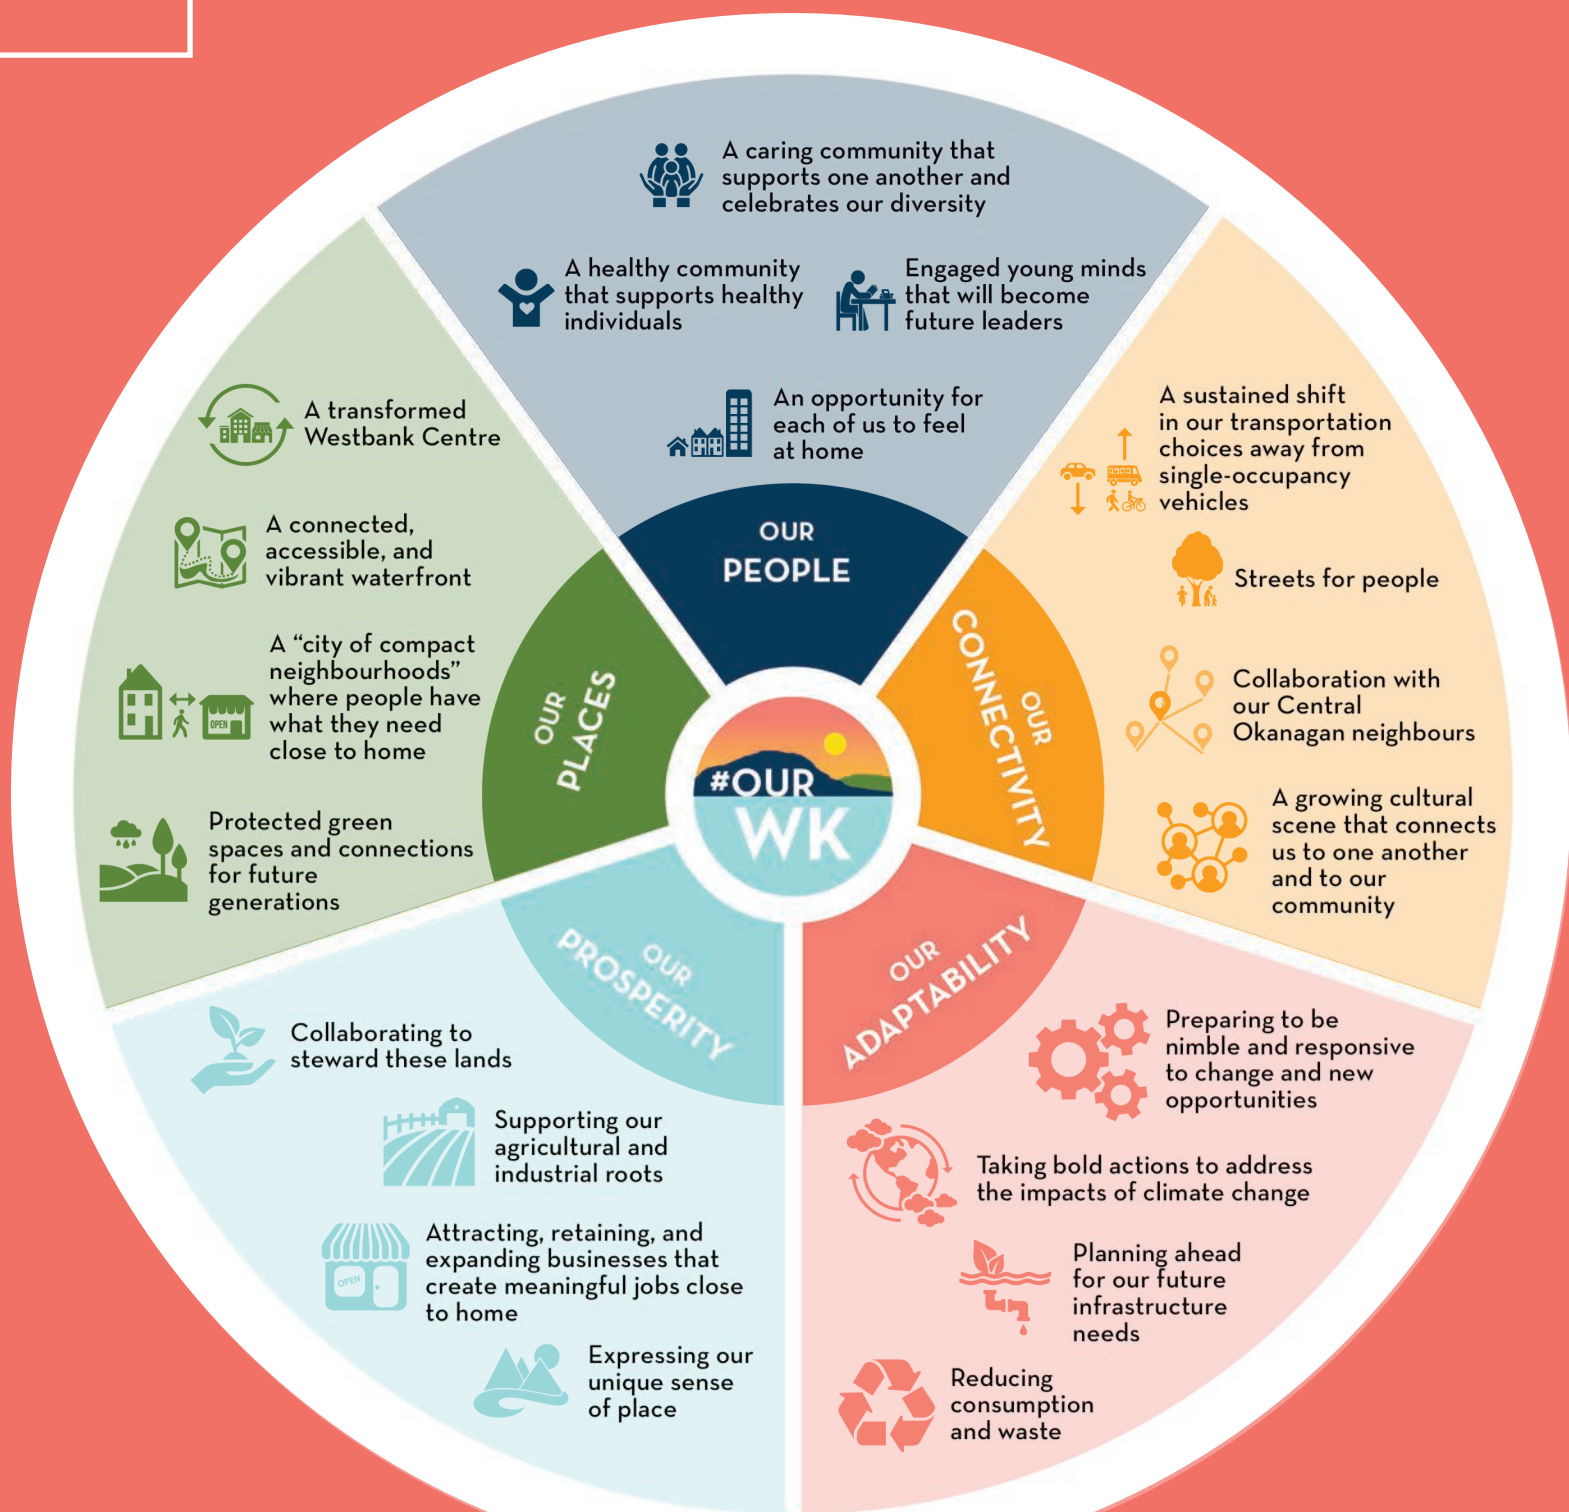 A caring community that
supports one another and
celebrates our diversity
A healthy community
that supports healthy
individuals
Engaged young minds
that will become
future leaders
An opportunity for
each of us to feel
at home
OUR
PEOPLE
A sustained shift
in our transportation
choices away from
single-occupancy
vehicles
Streets for people
Collaboration with
our Central
Okanagan neighbours
A growing cultural
scene that connects
us to one another
and to our
community
OUR
CONNECTIVITY
Preparing to be
nimble and responsive
to change and new
opportunities
Taking bold actions to address
the impacts of climate change
Planning ahead
for our future
infrastructure
needs
Reducing
consumption
and waste
OUR
ADAPTABILITY
Collaborating to
steward these lands
Supporting our
agricultural and
industrial roots
OPEN
Attracting, retaining, and
expanding businesses that
create meaningful jobs close
to home
Expressing our
unique sense
of place
OUR
PROSPERITY
A transformed
Westbank Centre
A connected,
accessible, and
vibrant waterfront
A “city of compact
neighbourhoods”
where people have
what they need
close to home
OPEN
Protected green
spaces and connections
for future
generations
OUR
PLACES
#OUR
WK